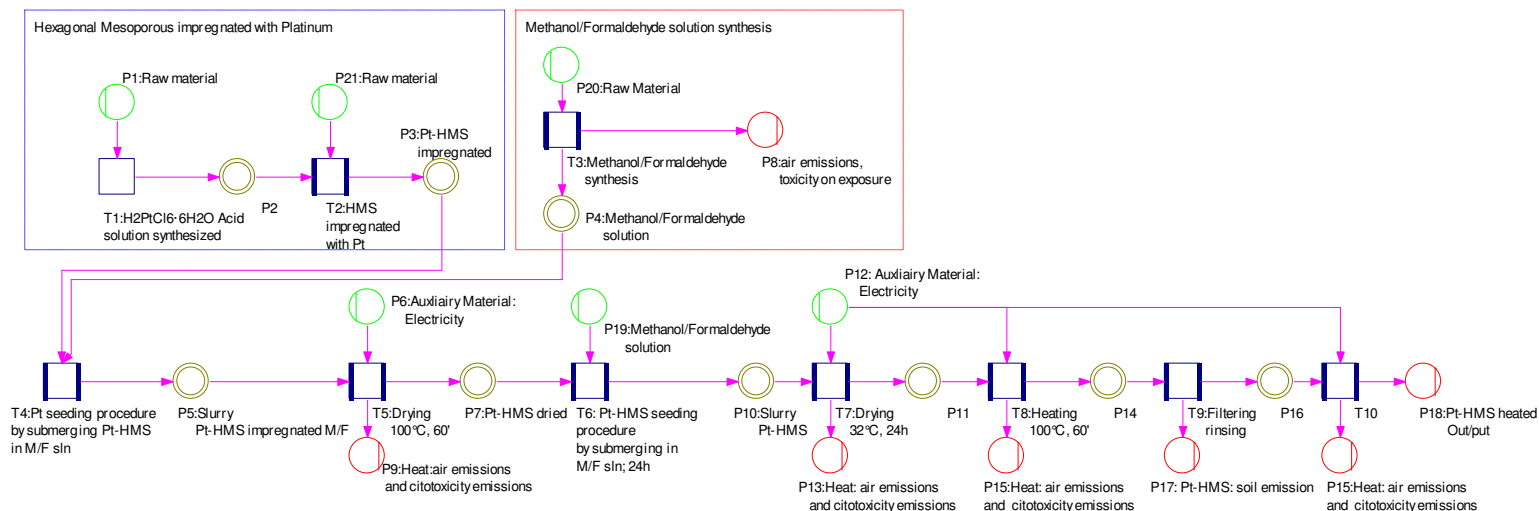 Hexagonal Mesoporous impregnated with Platinum
P1:Raw material
P21:Raw material
P3:Pt-HMS
impregnated
T1:H2PtCl6·6H2O Acid
solution synthesized
P2
T2:HMS
impregnated
with Pt
Methanol/Formaldehyde solution synthesis
P20:Raw Material
T3:Methanol/Formaldehyde
synthesis
P8:air emissions,
toxicity on exposure
P4:Methanol/Formaldehyde
solution
P6:Auxliairy Material:
Electricity
P19:Methanol/Formaldehyde
solution
P12: Auxliairy Material:
Electricity
T4:Pt seeding procedure
by submerging Pt-HMS
in M/F sln
P5:Slurry
Pt-HMS impregnated M/F
T5:Drying
100°C, 60'
P7:Pt-HMS dried
T6: Pt-HMS seeding
procedure
by submerging in
M/F sln; 24h
P10:Slurry
Pt-HMS
T7:Drying
32°C, 24h
P11
T8:Heating
100°C, 60'
P14
T9:Filtering
rinsing
P16
T10
P18:Pt-HMS heated
Out/put
P9:Heat:air emissions
and citotoxicity emissions
P13:Heat: air emissions
and citotoxicity emissions
P15:Heat: air emissions
and citotoxicity emissions
P17: Pt-HMS: soil emission
P15:Heat: air emissions
and citotoxicity emissions